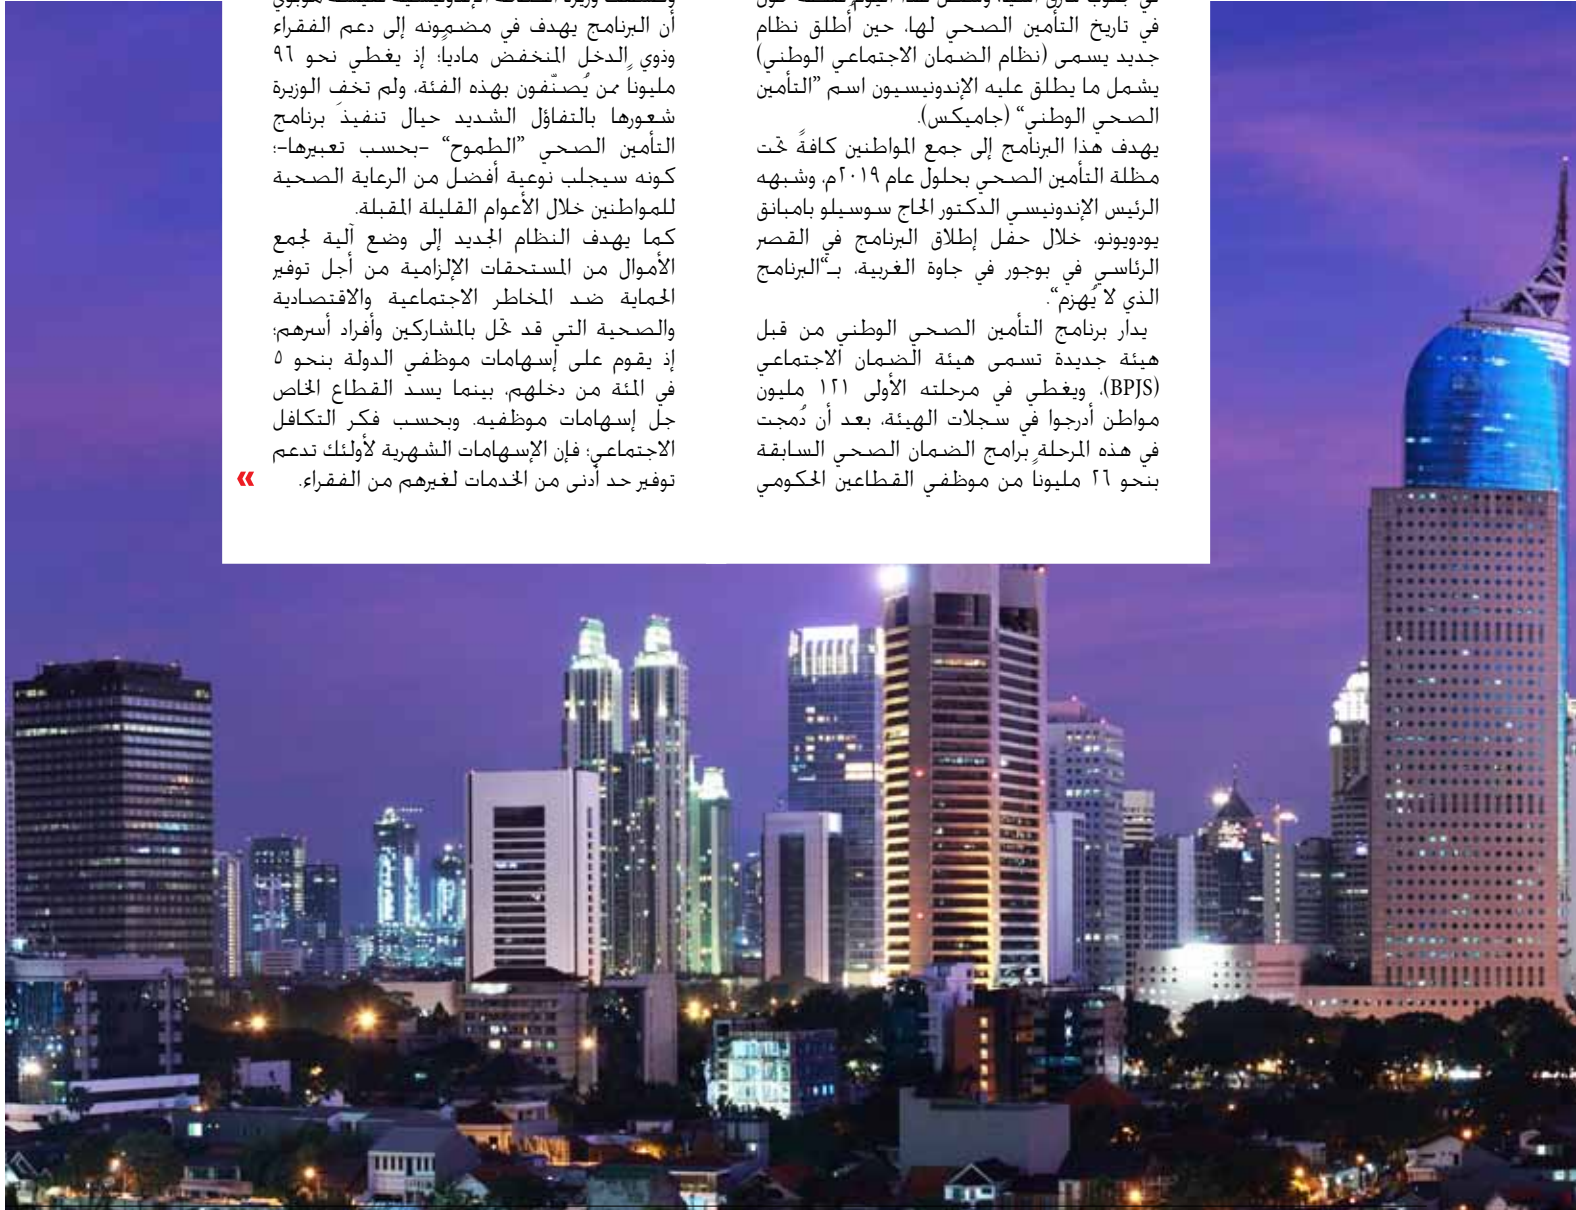 في تاريخ التأمين الصحي لها، حين أُطلق نظام
جديد يسمى (نظام الضمان الاجتماعي الوطني)
يشمل ما يطلق عليه الإندونيسيون اسم ”التأمين
الصحي الوطني“ (جاميكس).
يهدف هذا البرنامج إلى جمع المواطنين كافةً تحت
مظلة التأمين الصحي بحلول عام ٢٠١٩م، وشبهه
الرئيس الإندونيسي الدكتور الحاج سوسيلو بامبانق
يودويونو، خلال حفل إطلاق البرنامج في القصر
الرئاسي في بوجور في جاوة الغربية، بـ”البرنامج
الذي لا يُهزم“.
يدار برنامج التأمين الصحي الوطني من قبل
هيئة جديدة تسمى هيئة الضمان الاجتماعي
(BPJS)، ويغطي في مرحلته الأولى ١٢١ مليون
مواطن أدرجوا في سجلات الهيئة، بعد أن دُمجت
في هذه المرحلةِ برامج الضمان الصحي السابقة
بنحو ٢٦ مليوناً من موظفي القطاعين الحكومي
أن البرنامج يهدف في مضمونه إلى دعم الفقراء
وذوي الدخل المنخفض مادياً؛ إذ يغطي نحو ٩٦
مليوناً ممن يُصنّفون بهذه الفئة، ولم تخفِ الوزيرة
شعورها بالتفاؤل الشديد حيال تنفيذَ برنامج
التأمين الصحي ”الطموح“ -بحسب تعبيرها-؛
كونه سيجلب نوعية أفضل من الرعاية الصحية
للمواطنين خلال الأعوام القليلة المقبلة.
كما يهدف النظام الجديد إلى وضع آلية لجمع
الأموال من المستحقات الإلزامية من أجل توفير
الحماية ضد المخاطر الاجتماعية والاقتصادية
والصحية التي قد تحل بالمشاركين وأفراد أسرهم؛
إذ يقوم على إسهامات موظفي الدولة بنحو ٥
في المئة من دخلهم، بينما يسد القطاع الخاص
جل إسهامات موظفيه. وبحسب فكر التكافل
الاجتماعي؛ فإن الإسهامات الشهرية لأولئك تدعم
توفير حد أدنى من الخدمات لغيرهم من الفقراء. »